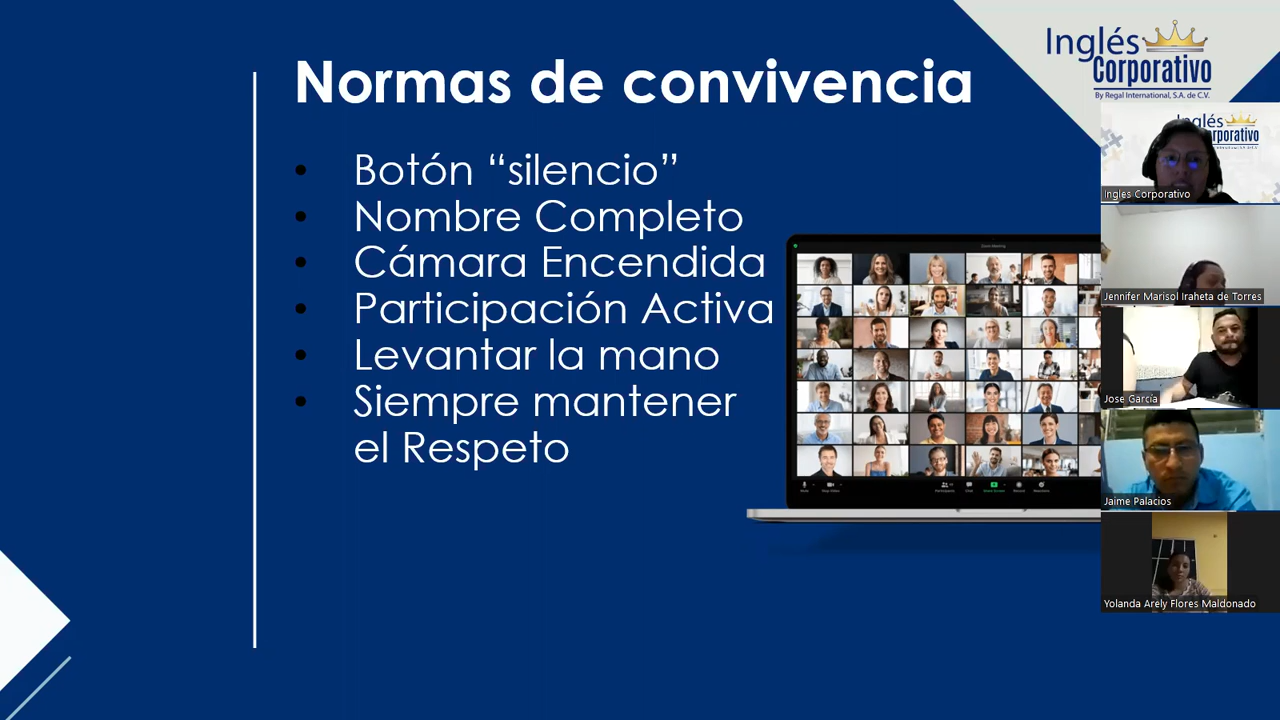 Normas de convivencia
• Botón “silencio”
• Nombre Completo
• Cámara Encendida
• Participación Activa
• Levantar la mano
• Siempre mantener
el Respeto
Inglés
Corporativo
By Regal International, S.A. de C.V.
Inglés
Ingles Corporativo
Jennifer Marisol Iraheta de Torres
Jose García
Jaime Palacios
Yolanda Arely Flores Maldonado